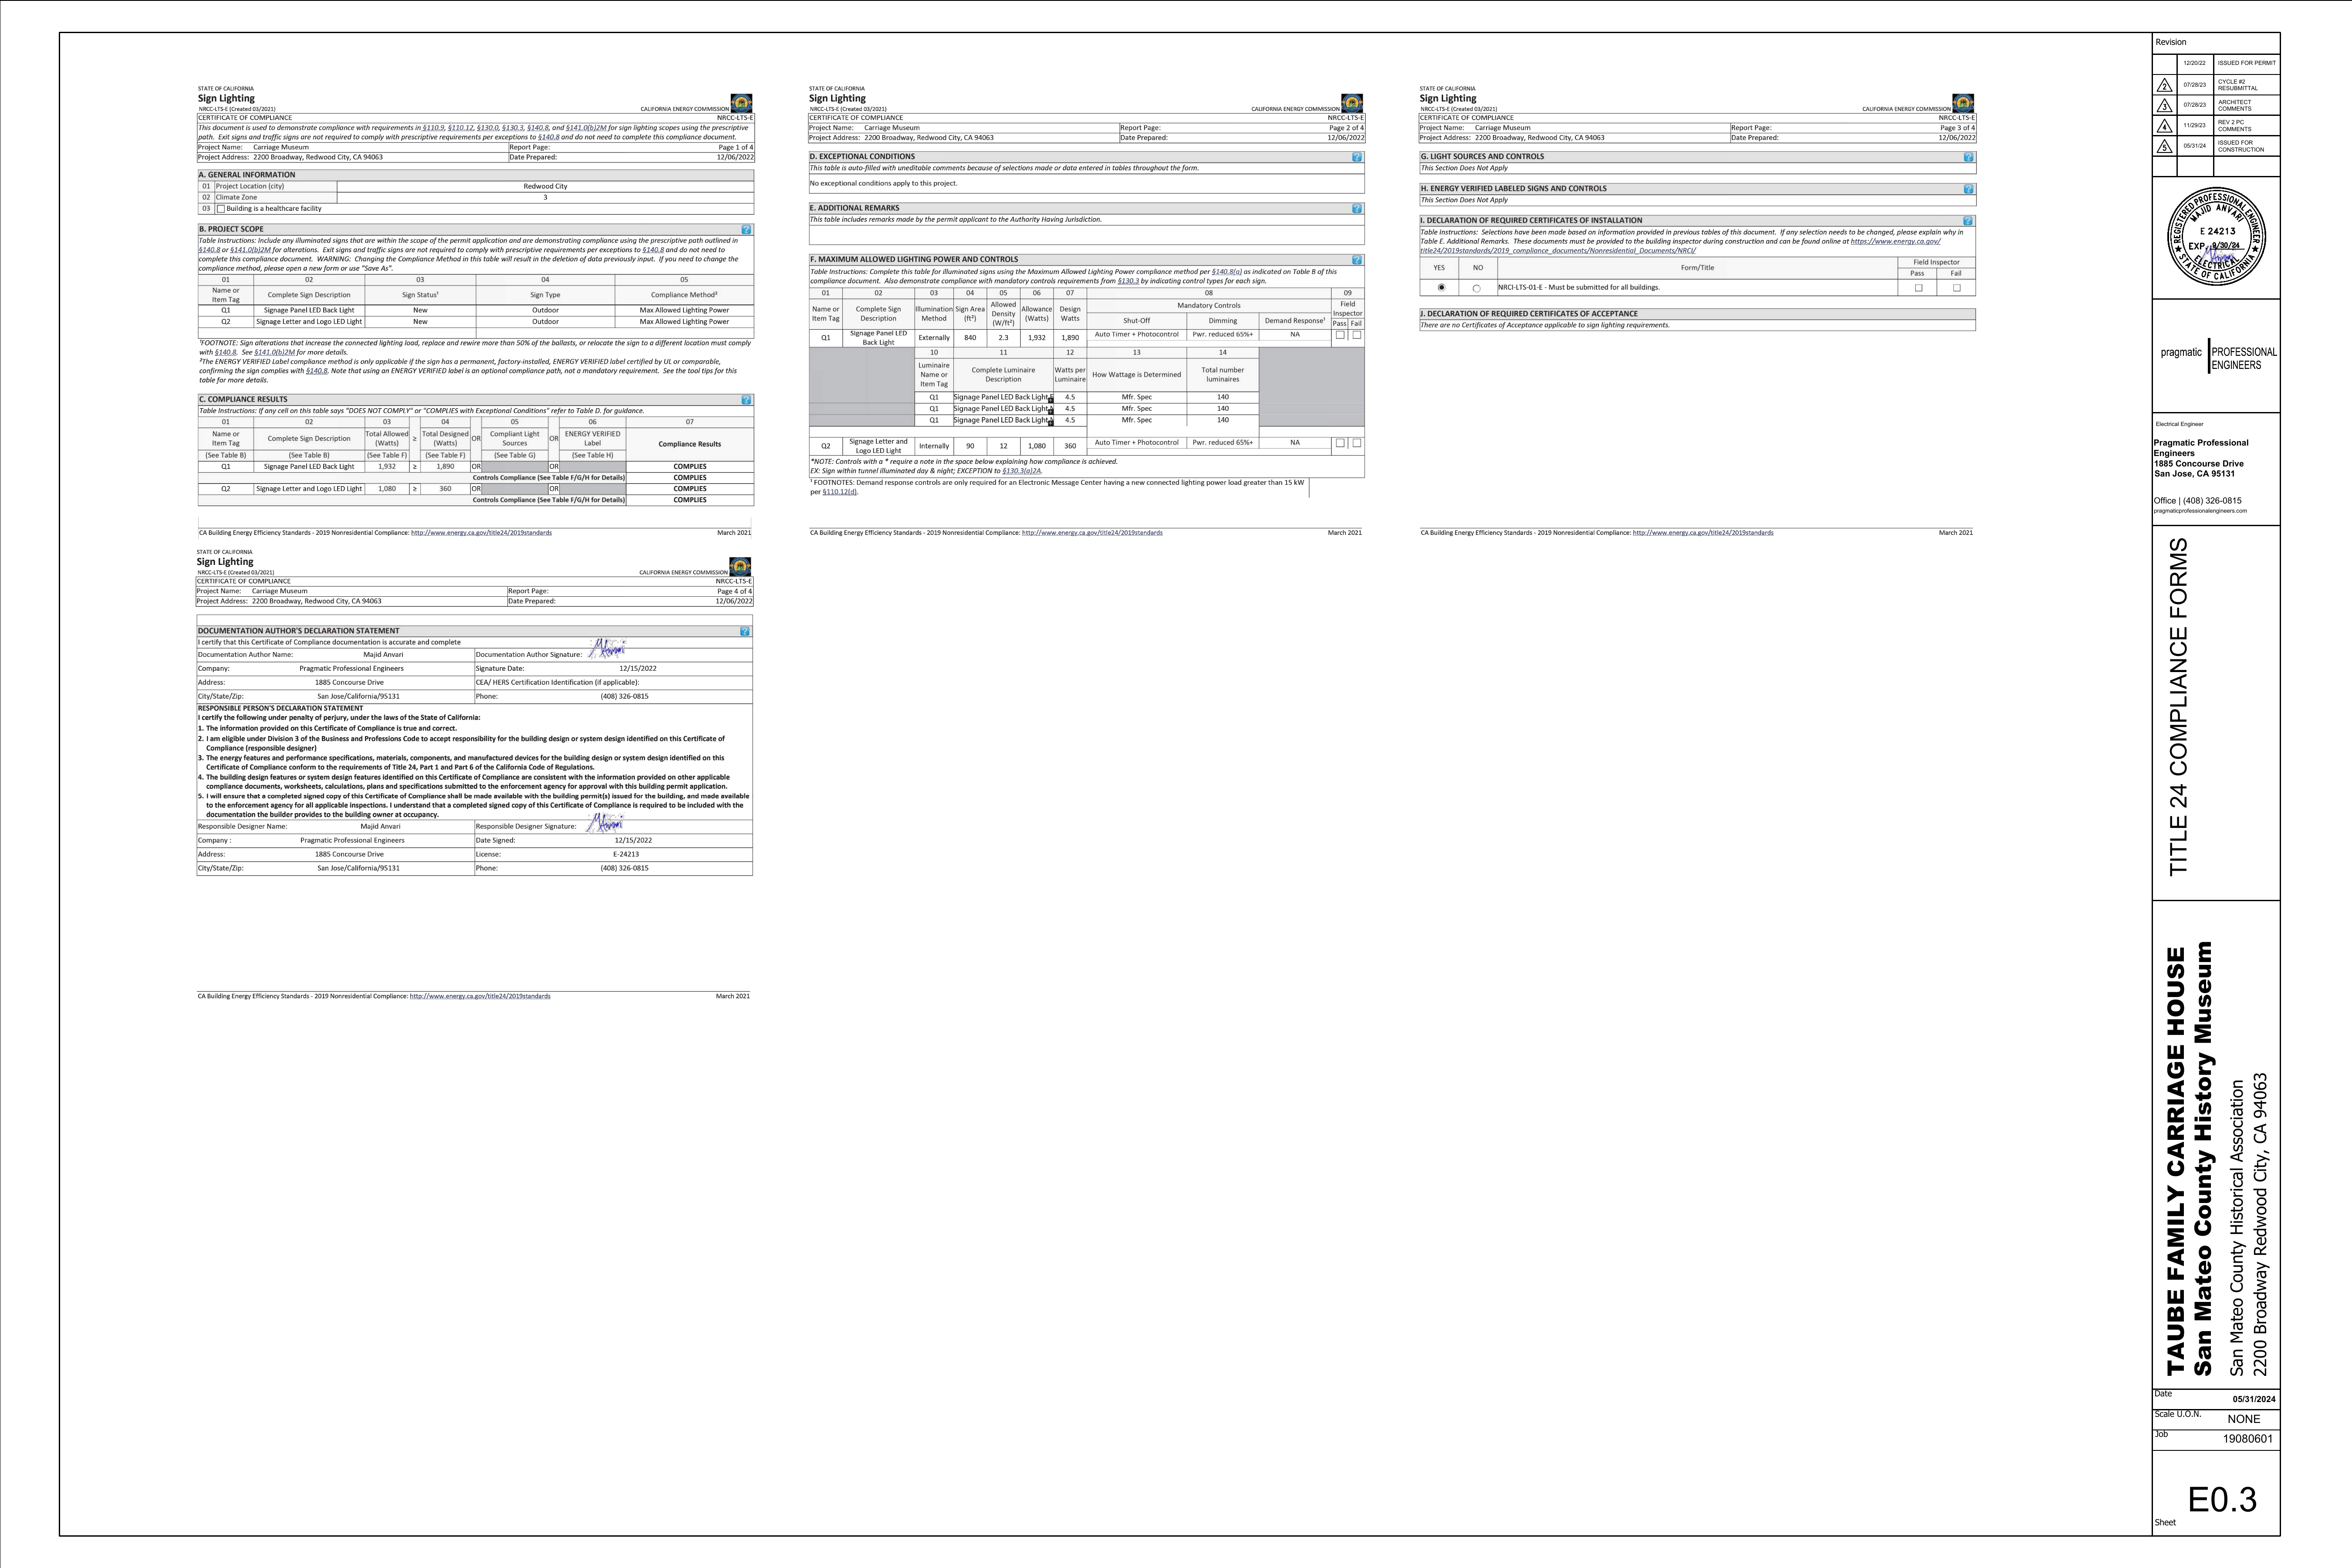 STATE OF CALIFORNIA
Sign Lighting
NRCC-LTS-E (Created 03/2021) CALIFORNIA ENERGY COMMISSION
CERTIFICATE OF COMPLIANCE NRCC-LTS-E
This document is used to demonstrate compliance with requirements in §110.9, §110.12, §130.0, §130.3, §140.8, and §141.0(b)2M for sign lighting scopes using the prescriptive
path. Exit signs and traffic signs are not required to comply with prescriptive requirements per exceptions to §140.8 and do not need to complete this compliance document.
Project Name: Carriage Museum Report Page: Page 1 of 4
Project Address: 2200 Broadway, Redwood City, CA 94063 Date Prepared: 12/06/2022
A. GENERAL INFORMATION
01 Project Location (city) Redwood City
02 Climate Zone 3
03 Building is a healthcare facility
B. PROJECT SCOPE
Table Instructions: Include any illuminated signs that are within the scope of the permit application and are demonstrating compliance using the prescriptive path outlined in
§140.8 or §141.0(b)2M for alterations. Exit signs and traffic signs are not required to comply with prescriptive requirements per exceptions to §140.8 and do not need to
complete this compliance document. WARNING: Changing the Compliance Method in this table will result in the deletion of data previously input. If you need to change the
compliance method, please open a new form or use "Save As".
01 02 03 04 05
Name or Item Tag Complete Sign Description Sign Status¹ Sign Type Compliance Method²
Q1 Signage Panel LED Back Light New Outdoor Max Allowed Lighting Power
Q2 Signage Letter and Logo LED Light New Outdoor Max Allowed Lighting Power
¹FOOTNOTE: Sign alterations that increase the connected lighting load, replace and rewire more than 50% of the ballasts, or relocate the sign to a different location must comply
with §140.8. See §141.0(b)2M for more details.
²The ENERGY VERIFIED Label compliance method is only applicable if the sign has a permanent, factory-installed, ENERGY VERIFIED label certified by UL or comparable,
confirming the sign complies with §140.8. Note that using an ENERGY VERIFIED label is an optional compliance path, not a mandatory requirement. See the tool tips for this
table for more details.
C. COMPLIANCE RESULTS
Table Instructions: If any cell on this table says "DOES NOT COMPLY" or "COMPLIES with Exceptional Conditions" refer to Table D. for guidance.
01 02 03 04 05 06 07
Name or Item Tag Complete Sign Description Total Allowed (Watts) ≥ Total Designed (Watts) OR Compliant Light Sources OR ENERGY VERIFIED Label Compliance Results
(See Table B) (See Table B) (See Table F) (See Table F) (See Table G) (See Table H)
Q1 Signage Panel LED Back Light 1,932 ≥ 1,890 OR OR COMPLIES
Controls Compliance (See Table F/G/H for Details) COMPLIES
Q2 Signage Letter and Logo LED Light 1,080 ≥ 360 OR OR COMPLIES
Controls Compliance (See Table F/G/H for Details) COMPLIES
CA Building Energy Efficiency Standards - 2019 Nonresidential Compliance: http://www.energy.ca.gov/title24/2019standards March 2021
STATE OF CALIFORNIA
Sign Lighting
NRCC-LTS-E (Created 03/2021) CALIFORNIA ENERGY COMMISSION
CERTIFICATE OF COMPLIANCE NRCC-LTS-E
Project Name: Carriage Museum Report Page: Page 2 of 4
Project Address: 2200 Broadway, Redwood City, CA 94063 Date Prepared: 12/06/2022
D. EXCEPTIONAL CONDITIONS
This table is auto-filled with uneditable comments because of selections made or data entered in tables throughout the form.
No exceptional conditions apply to this project.
E. ADDITIONAL REMARKS
This table includes remarks made by the permit applicant to the Authority Having Jurisdiction.
F. MAXIMUM ALLOWED LIGHTING POWER AND CONTROLS
Table Instructions: Complete this table for illuminated signs using the Maximum Allowed Lighting Power compliance method per §140.8(a) as indicated on Table B of this
compliance document. Also demonstrate compliance with mandatory controls requirements from §130.3 by indicating control types for each sign.
01 02 03 04 05 06 07 08 09
Name or Item Tag Complete Sign Description Illumination Method Sign Area (ft²) Allowed Density (W/ft²) Allowance (Watts) Design Watts Mandatory Controls Field Inspector
Shut-Off Dimming Demand Response¹ Pass Fail
Q1 Signage Panel LED Back Light Externally 840 2.3 1,932 1,890 Auto Timer + Photocontrol Pwr. reduced 65%+ NA
10 11 12 13 14
Luminaire Name or Item Tag Complete Luminaire Description Watts per Luminaire How Wattage is Determined Total number luminaires
Q1 Signage Panel LED Back Light 4.5 Mfr. Spec 140
Q1 Signage Panel LED Back Light 4.5 Mfr. Spec 140
Q1 Signage Panel LED Back Light 4.5 Mfr. Spec 140
Q2 Signage Letter and Logo LED Light Internally 90 12 1,080 360 Auto Timer + Photocontrol Pwr. reduced 65%+ NA
*NOTE: Controls with a * require a note in the space below explaining how compliance is achieved.
EX: Sign within tunnel illuminated day & night; EXCEPTION to §130.3(a)2A.
¹ FOOTNOTES: Demand response controls are only required for an Electronic Message Center having a new connected lighting power load greater than 15 kW
per §110.12(d).
CA Building Energy Efficiency Standards - 2019 Nonresidential Compliance: http://www.energy.ca.gov/title24/2019standards March 2021
STATE OF CALIFORNIA
Sign Lighting
NRCC-LTS-E (Created 03/2021) CALIFORNIA ENERGY COMMISSION
CERTIFICATE OF COMPLIANCE NRCC-LTS-E
Project Name: Carriage Museum Report Page: Page 3 of 4
Project Address: 2200 Broadway, Redwood City, CA 94063 Date Prepared: 12/06/2022
G. LIGHT SOURCES AND CONTROLS
This Section Does Not Apply
H. ENERGY VERIFIED LABELED SIGNS AND CONTROLS
This Section Does Not Apply
I. DECLARATION OF REQUIRED CERTIFICATES OF INSTALLATION
Table Instructions: Selections have been made based on information provided in previous tables of this document. If any selection needs to be changed, please explain why in
Table E. Additional Remarks. These documents must be provided to the building inspector during construction and can be found online at https://www.energy.ca.gov/
title24/2019standards/2019_compliance_documents/Nonresidential_Documents/NRCI/
YES NO Form/Title Field Inspector
Pass Fail
NRCI-LTS-01-E - Must be submitted for all buildings.
J. DECLARATION OF REQUIRED CERTIFICATES OF ACCEPTANCE
There are no Certificates of Acceptance applicable to sign lighting requirements.
CA Building Energy Efficiency Standards - 2019 Nonresidential Compliance: http://www.energy.ca.gov/title24/2019standards March 2021
STATE OF CALIFORNIA
Sign Lighting
NRCC-LTS-E (Created 03/2021) CALIFORNIA ENERGY COMMISSION
CERTIFICATE OF COMPLIANCE NRCC-LTS-E
Project Name: Carriage Museum Report Page: Page 4 of 4
Project Address: 2200 Broadway, Redwood City, CA 94063 Date Prepared: 12/06/2022
DOCUMENTATION AUTHOR'S DECLARATION STATEMENT
I certify that this Certificate of Compliance documentation is accurate and complete
Documentation Author Name: Majid Anvari Documentation Author Signature:
Company: Pragmatic Professional Engineers Signature Date: 12/15/2022
Address: 1885 Concourse Drive CEA/ HERS Certification Identification (if applicable):
City/State/Zip: San Jose/California/95131 Phone: (408) 326-0815
RESPONSIBLE PERSON'S DECLARATION STATEMENT
I certify the following under penalty of perjury, under the laws of the State of California:
1. The information provided on this Certificate of Compliance is true and correct.
2. I am eligible under Division 3 of the Business and Professions Code to accept responsibility for the building design or system design identified on this Certificate of
Compliance (responsible designer)
3. The energy features and performance specifications, materials, components, and manufactured devices for the building design or system design identified on this
Certificate of Compliance conform to the requirements of Title 24, Part 1 and Part 6 of the California Code of Regulations.
4. The building design features or system design features identified on this Certificate of Compliance are consistent with the information provided on other applicable
compliance documents, worksheets, calculations, plans and specifications submitted to the enforcement agency for approval with this building permit application.
5. I will ensure that a completed signed copy of this Certificate of Compliance shall be made available with the building permit(s) issued for the building, and made available
to the enforcement agency for all applicable inspections. I understand that a completed signed copy of this Certificate of Compliance is required to be included with the
documentation the builder provides to the building owner at occupancy.
Responsible Designer Name: Majid Anvari Responsible Designer Signature:
Company : Pragmatic Professional Engineers Date Signed: 12/15/2022
Address: 1885 Concourse Drive License: E-24213
City/State/Zip: San Jose/California/95131 Phone: (408) 326-0815
CA Building Energy Efficiency Standards - 2019 Nonresidential Compliance: http://www.energy.ca.gov/title24/2019standards March 2021
Revision
12/20/22 ISSUED FOR PERMIT
2 07/28/23 CYCLE #2 RESUBMITTAL
3 07/28/23 ARCHITECT COMMENTS
4 11/29/23 REV 2 PC COMMENTS
5 05/31/24 ISSUED FOR CONSTRUCTION
REGISTERED PROFESSIONAL ENGINEER
MAJID ANVARI
E 24213
EXP. 9/30/24
ELECTRICAL
STATE OF CALIFORNIA
pragmatic PROFESSIONAL
ENGINEERS
Electrical Engineer
Pragmatic Professional
Engineers
1885 Concourse Drive
San Jose, CA 95131
Office | (408) 326-0815
pragmaticprofessionalengineers.com
TITLE 24 COMPLIANCE FORMS
TAUBE FAMILY CARRIAGE HOUSE
San Mateo County History Museum
San Mateo County Historical Association
2200 Broadway Redwood City, CA 94063
Date 05/31/2024
Scale U.O.N. NONE
Job 19080601
E0.3
Sheet